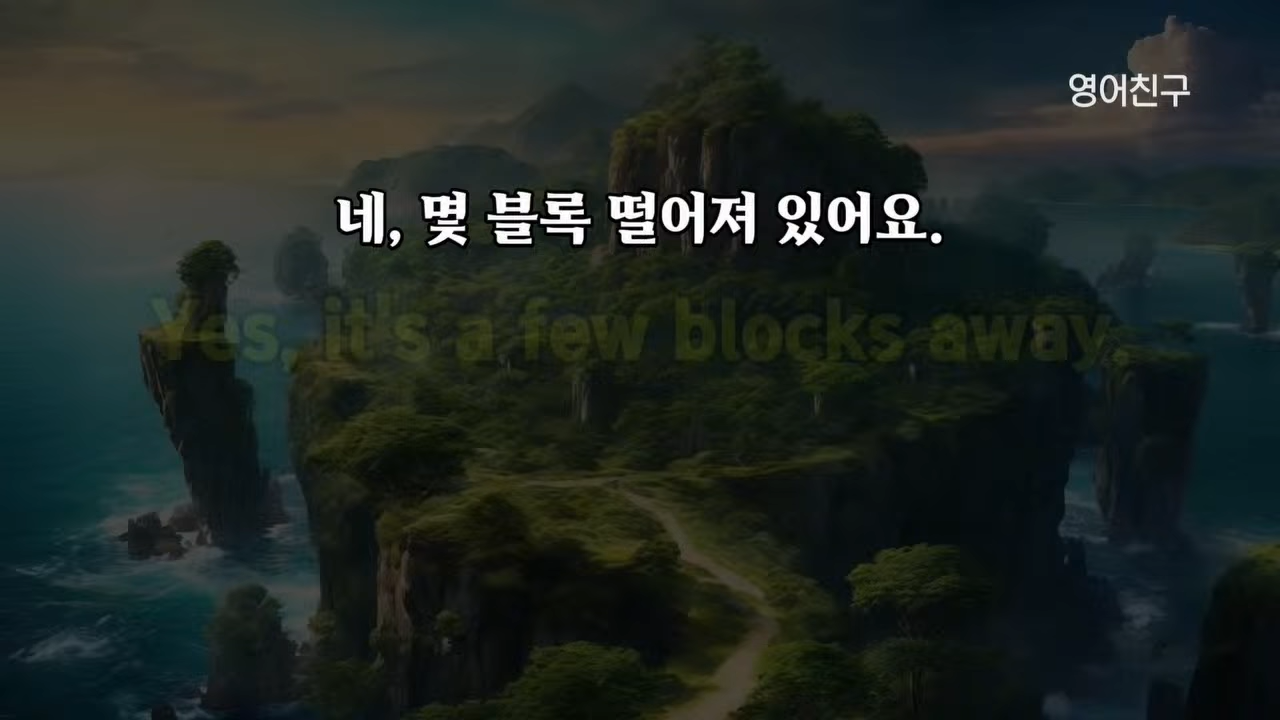 영어친구
네, 몇 블록 떨어져 있어요.
Yes, it's a few blocks away.